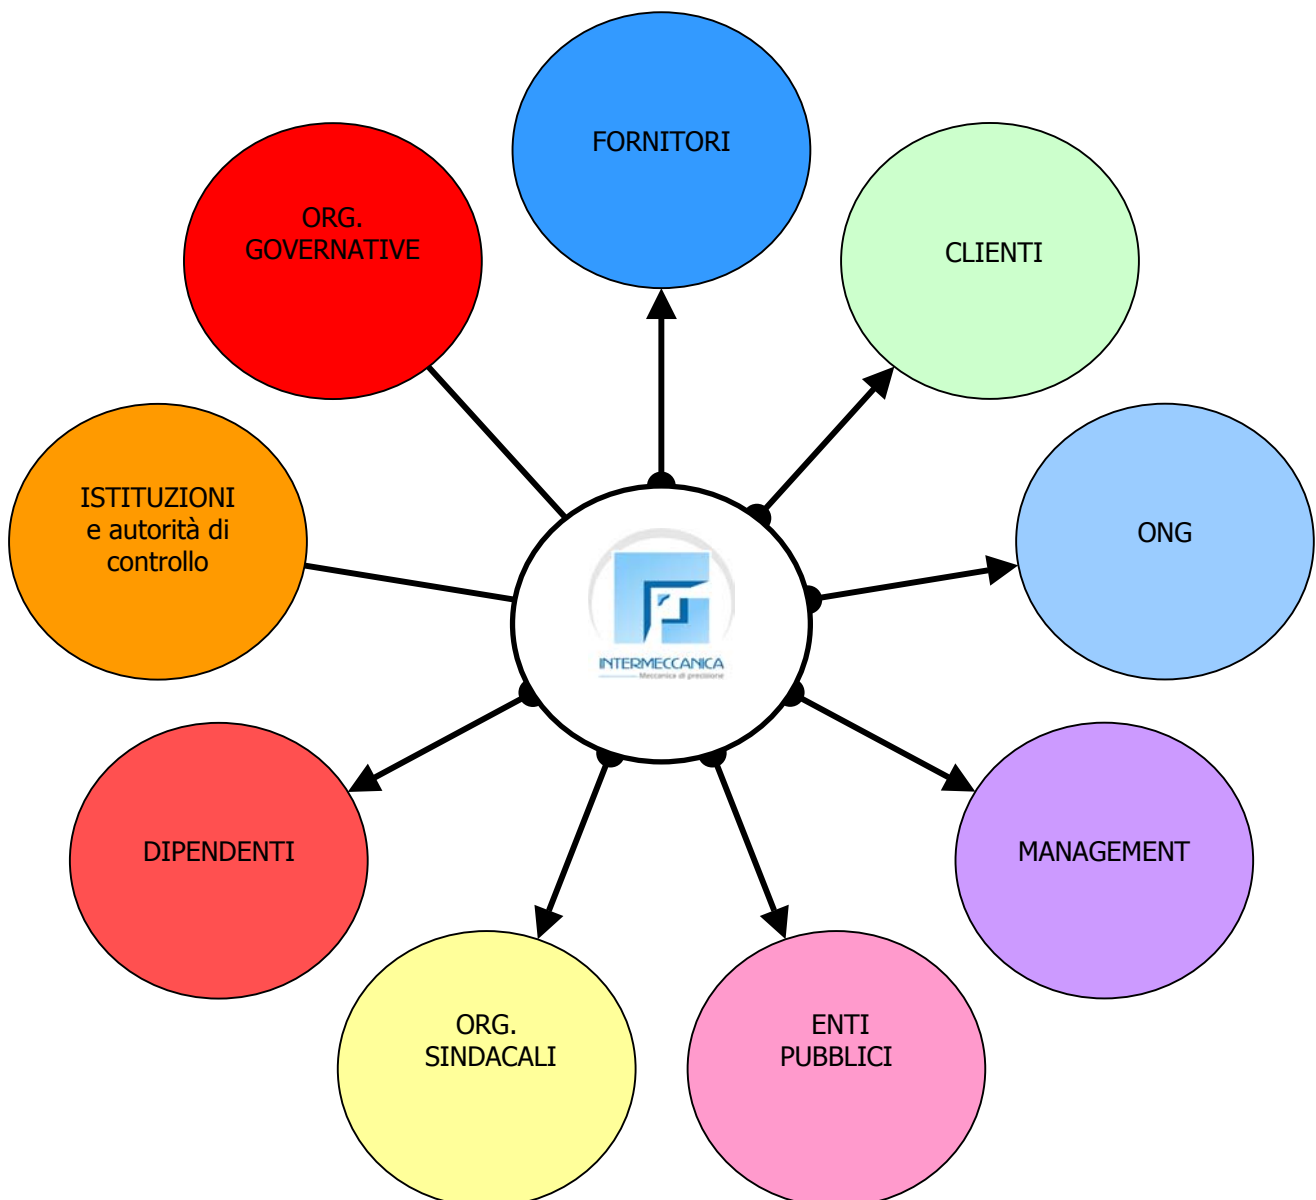 FORNITORI
CLIENTI
ONG
MANAGEMENT
ENTI
PUBBLICI
ORG.
SINDACALI
DIPENDENTI
ISTITUZIONI
e autorità di
controllo
ORG.
GOVERNATIVE
INTERMECCANICA
Meccanica di precisione